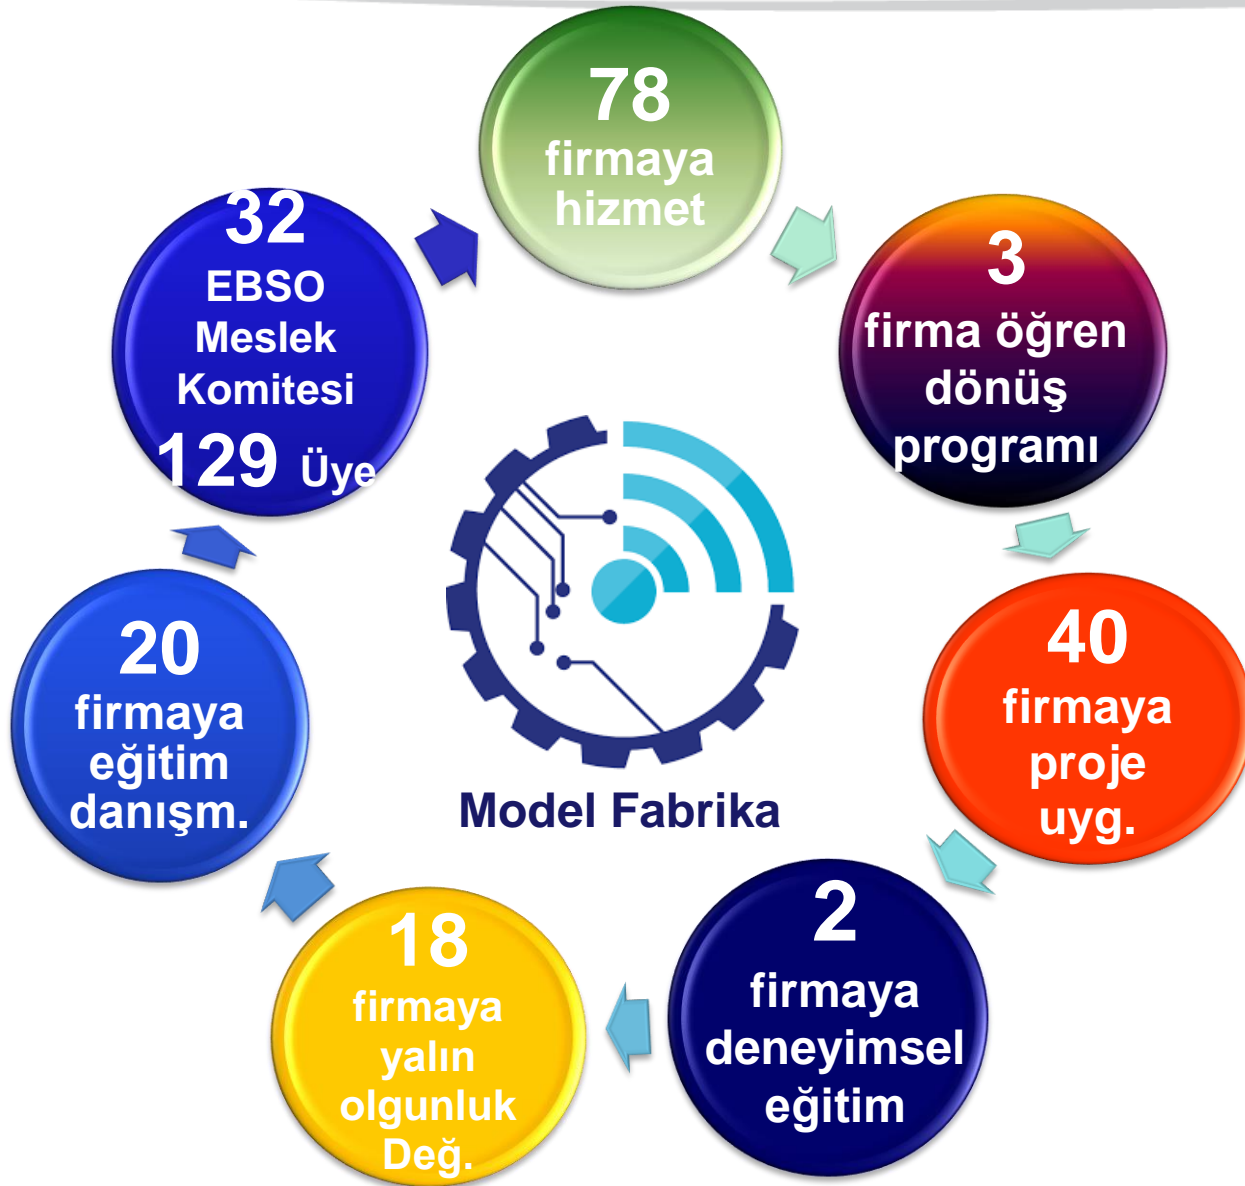 78
firmaya
hizmet
3
firma öğren
dönüş
programı
40
firmaya
proje
uyg.
2
firmaya
deneyimsel
eğitim
18
firmaya
yalın
olgunluk
Değ.
20
firmaya
eğitim
danışm.
32
EBSO
Meslek
Komitesi
129 Üye
Model Fabrika